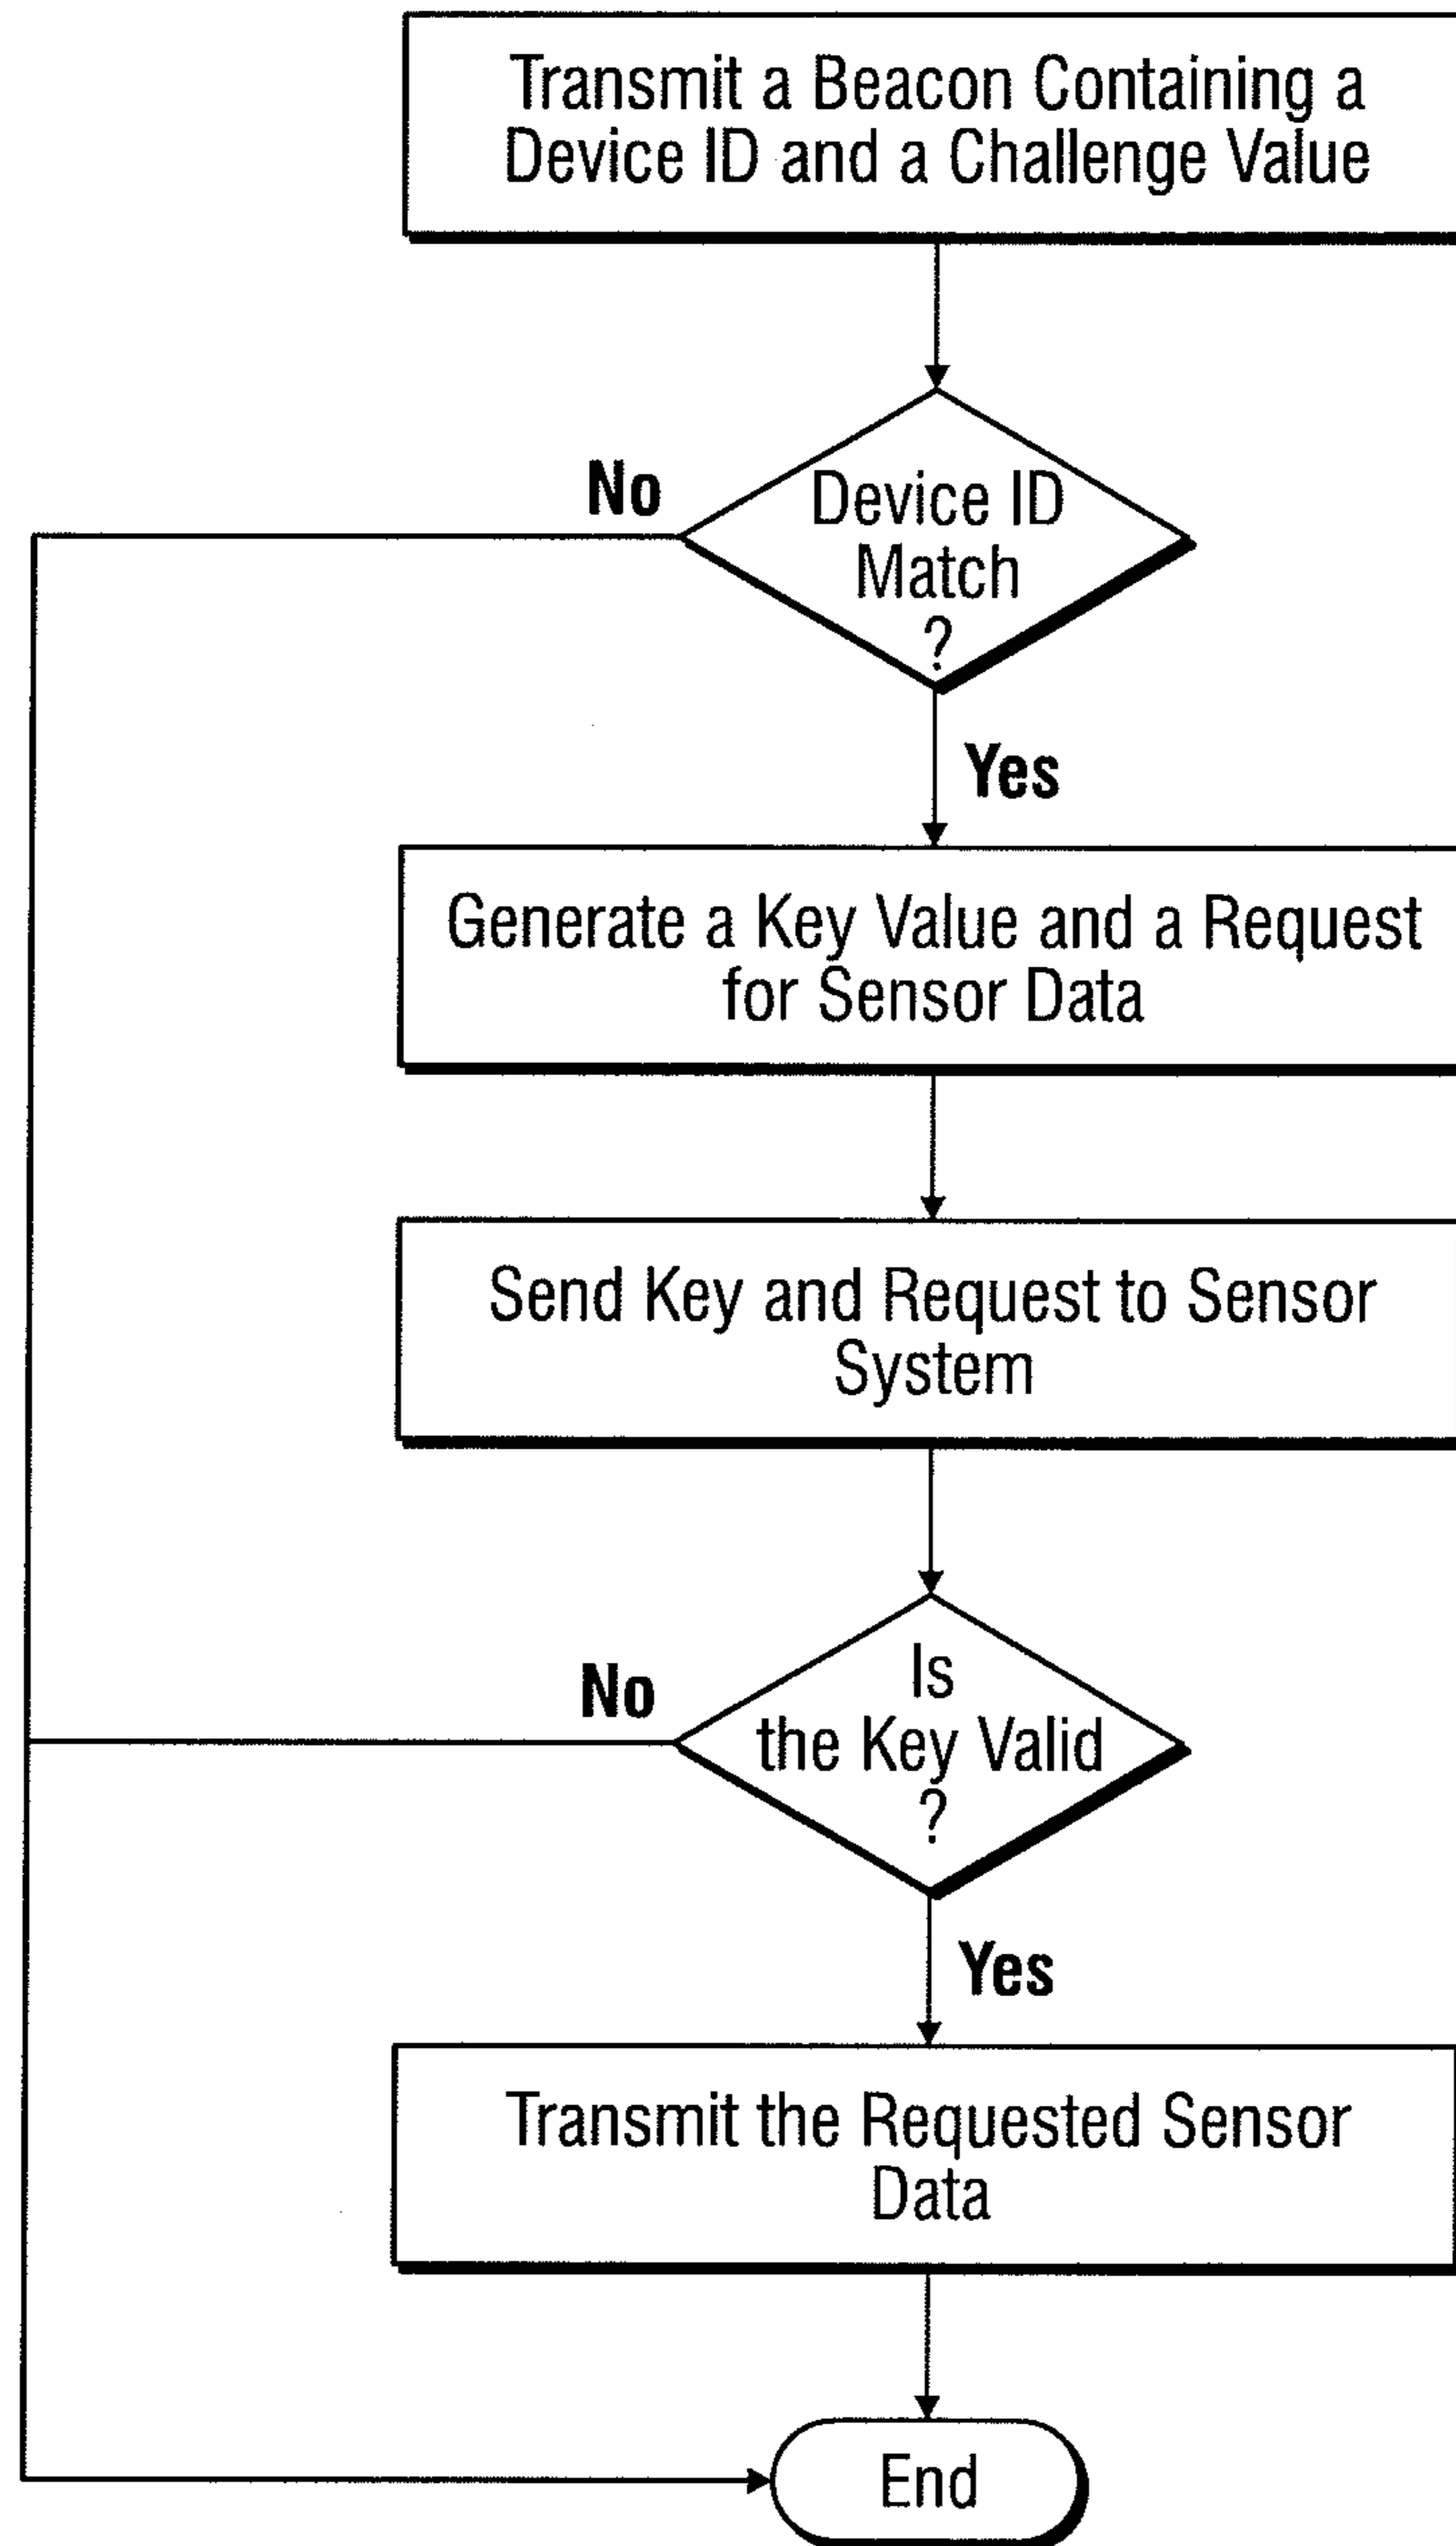 Transmit a Beacon Containing a
Device ID and a Challenge Value
No
Device ID
Match
?
Yes
Generate a Key Value and a Request
for Sensor Data
Send Key and Request to Sensor
System
No
Is
the Key Valid
?
Yes
Transmit the Requested Sensor
Data
End